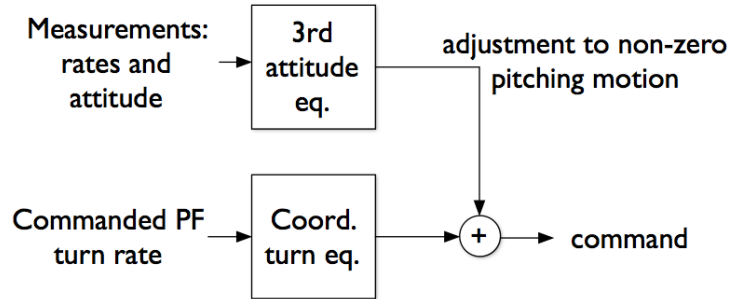 Measurements:
rates and
attitude
3rd
attitude
eq.
adjustment to non-zero
pitching motion
Commanded PF
turn rate
Coord.
turn eq.
+
command